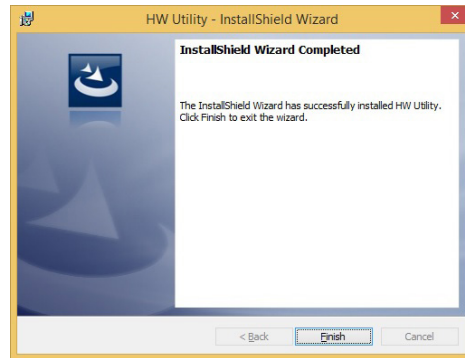 HW Utility - InstallShield Wizard
InstallShield Wizard Completed
The InstallShield Wizard has successfully installed HW Utility.
Click Finish to exit the wizard.
< Back
Finish
Cancel